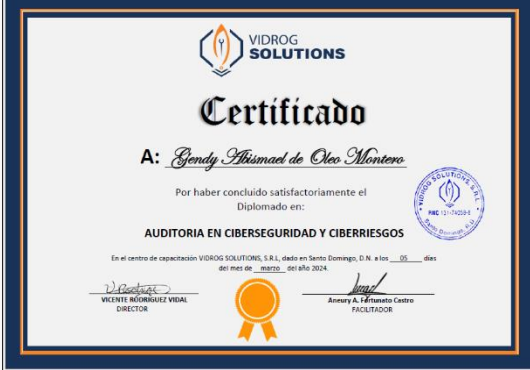 VIDROG
SOLUTIONS
Certificado
A: Gendy Abismael de Oleo Montero
Por haber concluido satisfactoriamente el
Diplomado en:
AUDITORIA EN CIBERSEGURIDAD Y CIBERRIESGOS
En el centro de capacitación VIDROG SOLUTIONS, S.R.L, dado en Santo Domingo, D.N. a los 05 días
del mes de marzo del año 2024.
VICENTE RODRIGUEZ VIDAL
DIRECTOR
Aneury A. Fortunato Castro
FACILITADOR
VIDROG SOLUTIONS, S.R.L.
Santo Domingo, R.D.